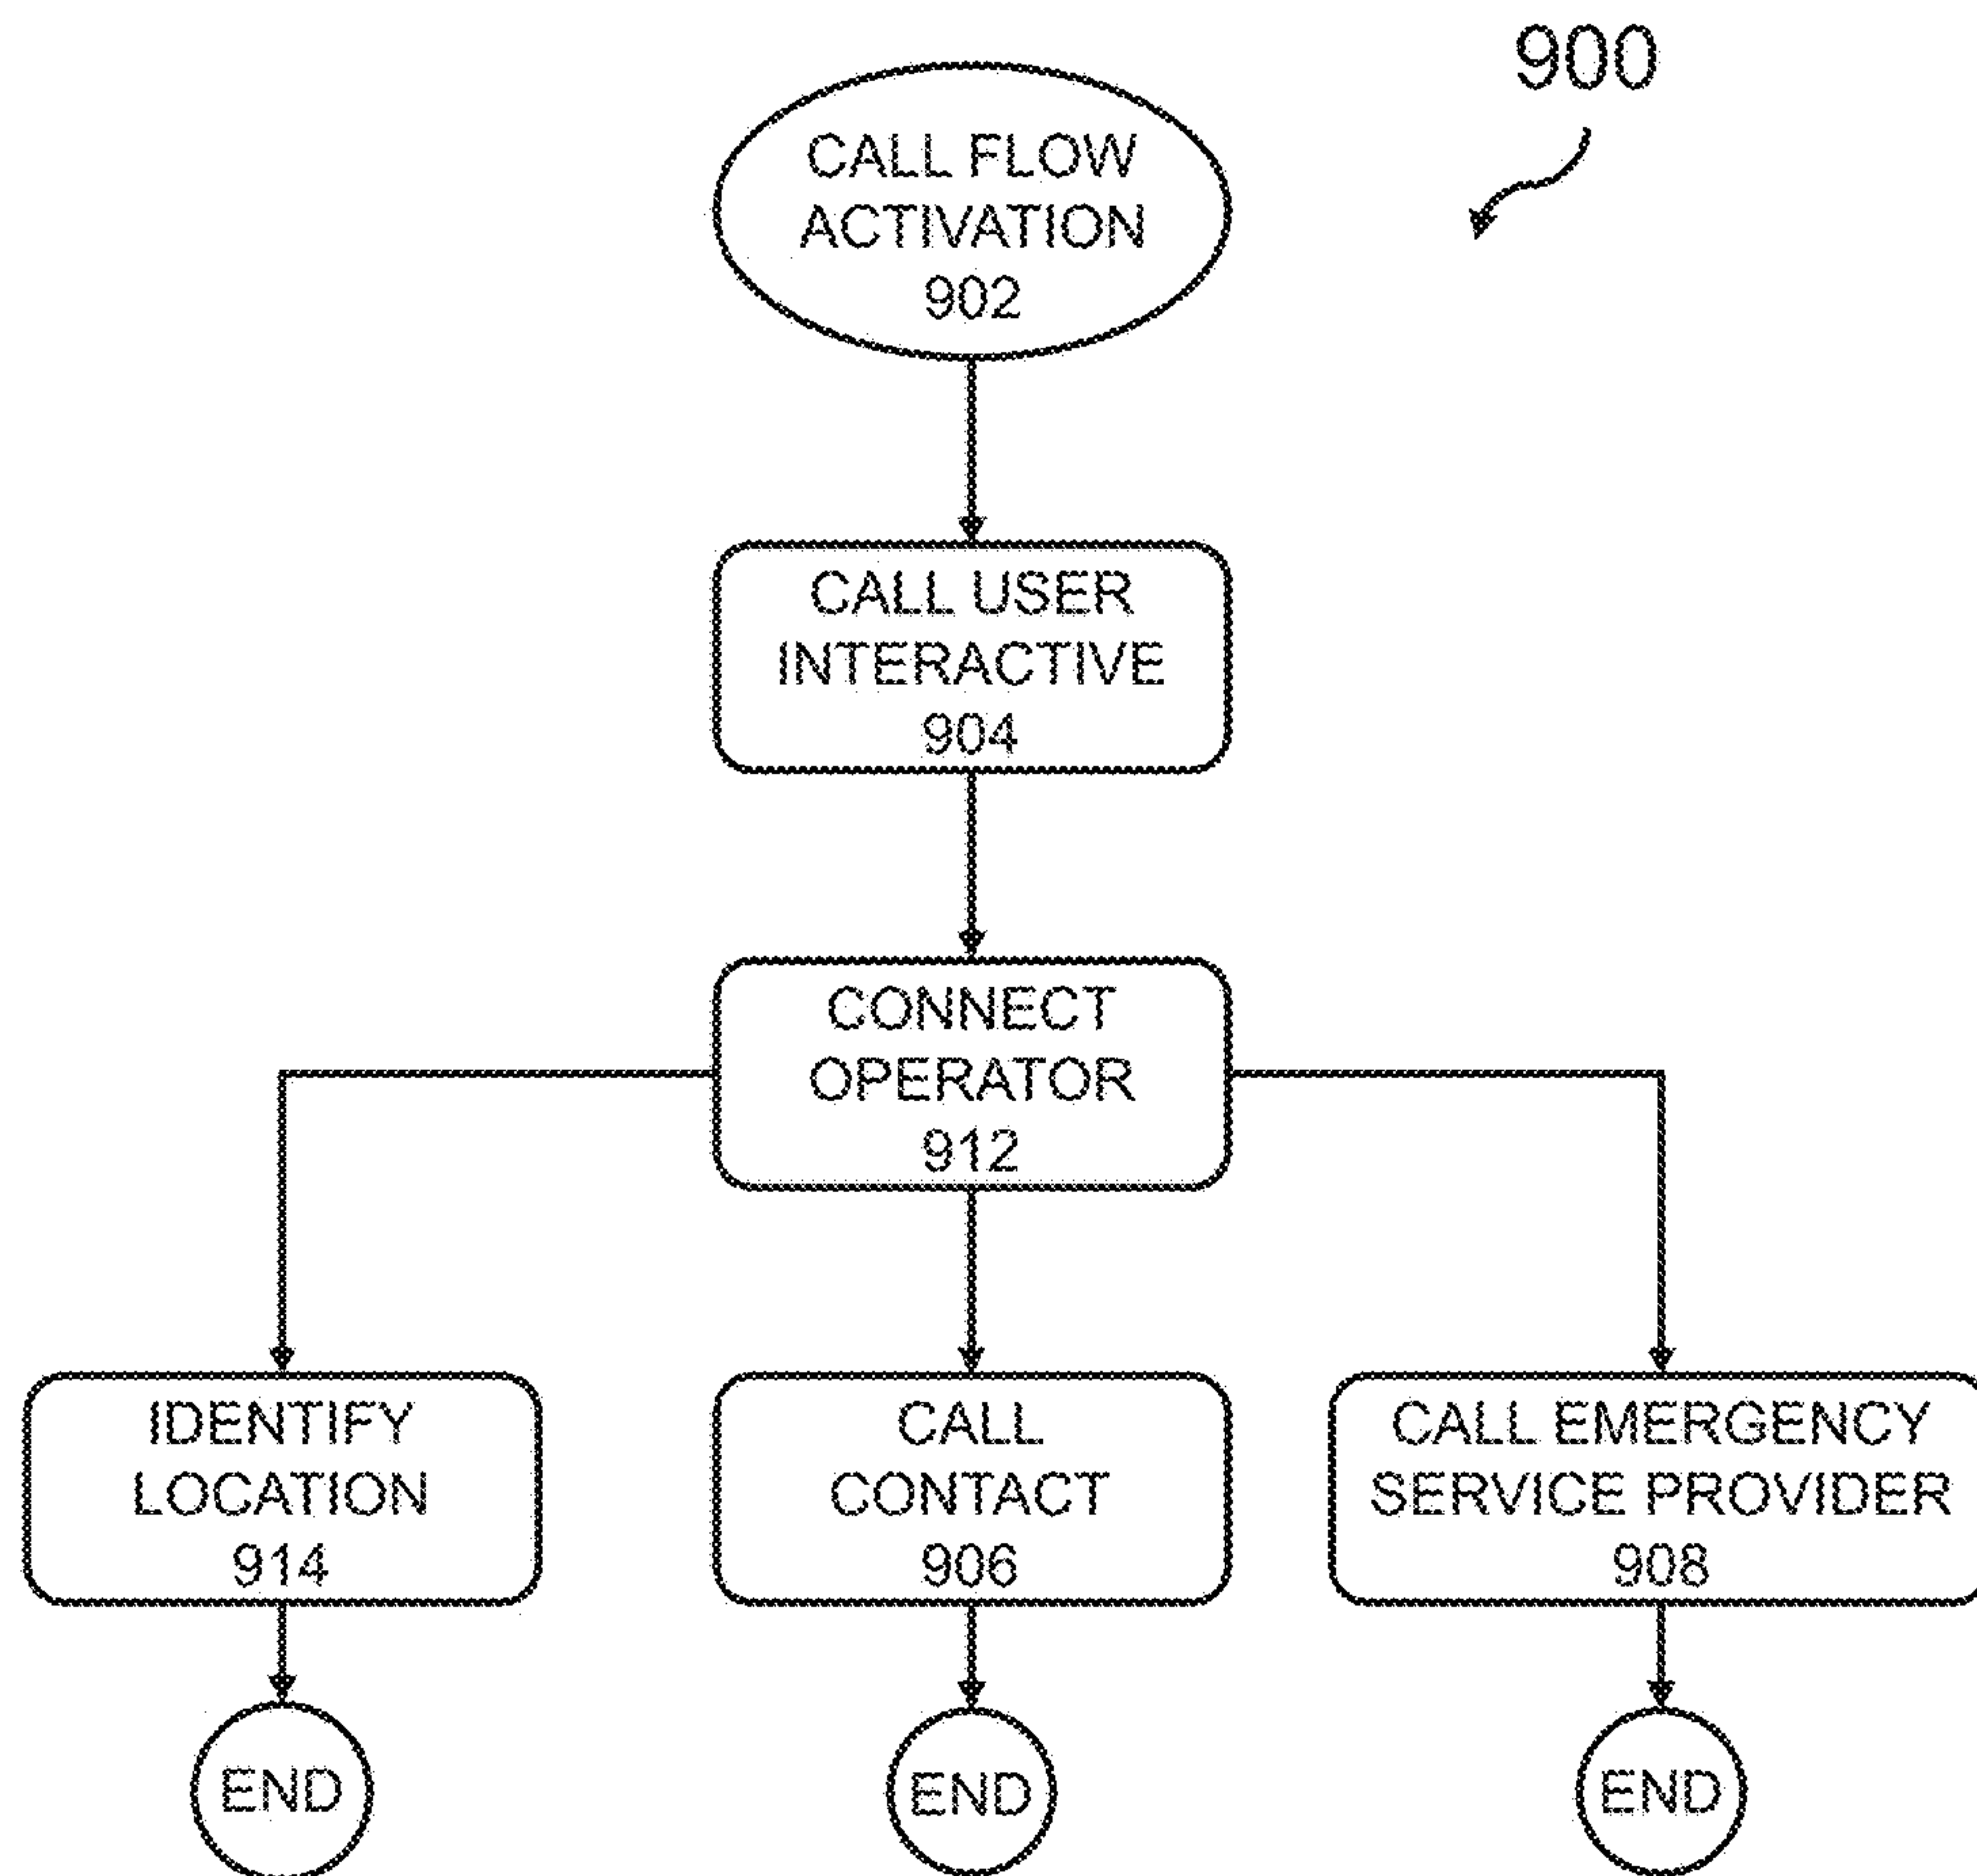 900
CALL FLOW
ACTIVATION
902
CALL USER
INTERACTIVE
904
CONNECT
OPERATOR
912
IDENTIFY
LOCATION
914
CALL
CONTACT
906
CALL EMERGENCY
SERVICE PROVIDER
908
END
END
END